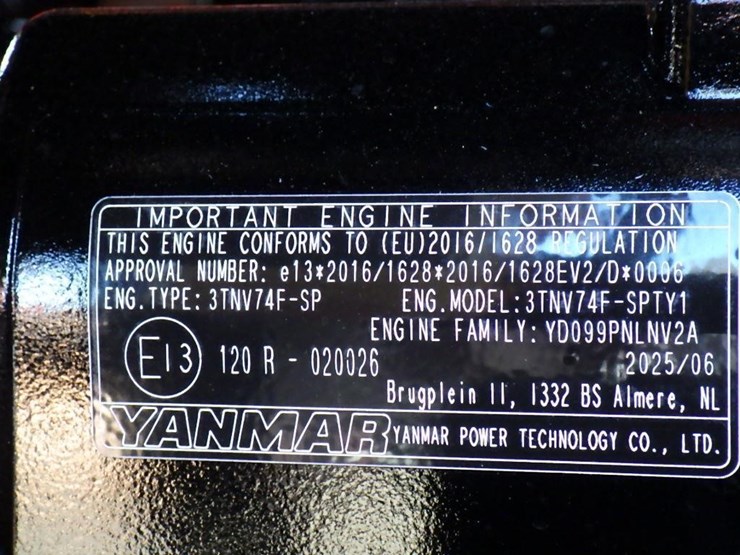 IMPORTANT ENGINE INFORMATION
THIS ENGINE CONFORMS TO (EU)2016/1628 REGULATION
APPROVAL NUMBER: e13*2016/1628*2016/1628EV2/D*0006
ENG.TYPE: 3TNV74F-SP ENG.MODEL:3TNV74F-SPTY1
ENGINE FAMILY: YD099PNLNV2A
E13 120 R - 020026 2025/06
Brugplein 11, 1332 BS Almere, NL
YANMAR YANMAR POWER TECHNOLOGY CO., LTD.